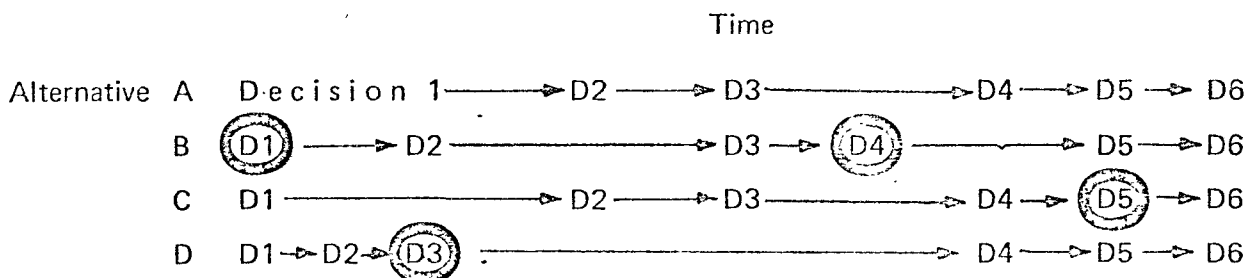 Time
Alternative A Decision 1 → D2 → D3 → D4 → D5 → D6
B D1 → D2 → D3 → D4 → D5 → D6
C D1 → D2 → D3 → D4 → D5 → D6
D D1 → D2 → D3 → D4 → D5 → D6